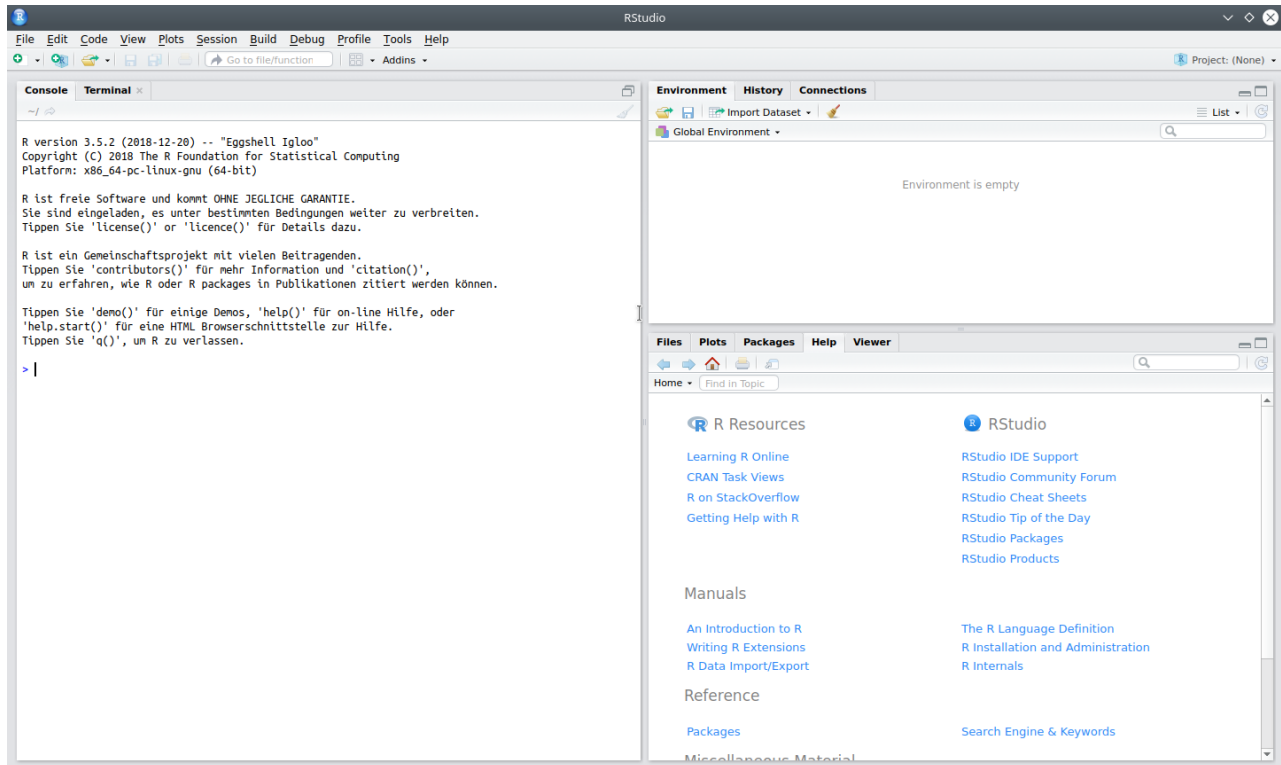 RStudio
File Edit Code View Plots Session Build Debug Profile Tools Help
Go to file/function Addins Project: (None)
Console Terminal
~/
R version 3.5.2 (2018-12-20) -- "Eggshell Igloo"
Copyright (C) 2018 The R Foundation for Statistical Computing
Platform: x86_64-pc-linux-gnu (64-bit)
R ist freie Software und kommt OHNE JEGLICHE GARANTIE.
Sie sind eingeladen, es unter bestimmten Bedingungen weiter zu verbreiten.
Tippen Sie 'license()' or 'licence()' für Details dazu.
R ist ein Gemeinschaftsprojekt mit vielen Beitragenden.
Tippen Sie 'contributors()' für mehr Information und 'citation()',
um zu erfahren, wie R oder R packages in Publikationen zitiert werden können.
Tippen Sie 'demo()' für einige Demos, 'help()' für on-line Hilfe, oder
'help.start()' für eine HTML Browserschnittstelle zur Hilfe.
Tippen Sie 'q()', um R zu verlassen.
>
Environment History Connections
Import Dataset List
Global Environment
Environment is empty
Files Plots Packages Help Viewer
Home Find in Topic
R Resources
Learning R Online
CRAN Task Views
R on StackOverflow
Getting Help with R
RStudio
RStudio IDE Support
RStudio Community Forum
RStudio Cheat Sheets
RStudio Tip of the Day
RStudio Packages
RStudio Products
Manuals
An Introduction to R
Writing R Extensions
R Data Import/Export
The R Language Definition
R Installation and Administration
R Internals
Reference
Packages
Search Engine & Keywords
Miscellaneous Material